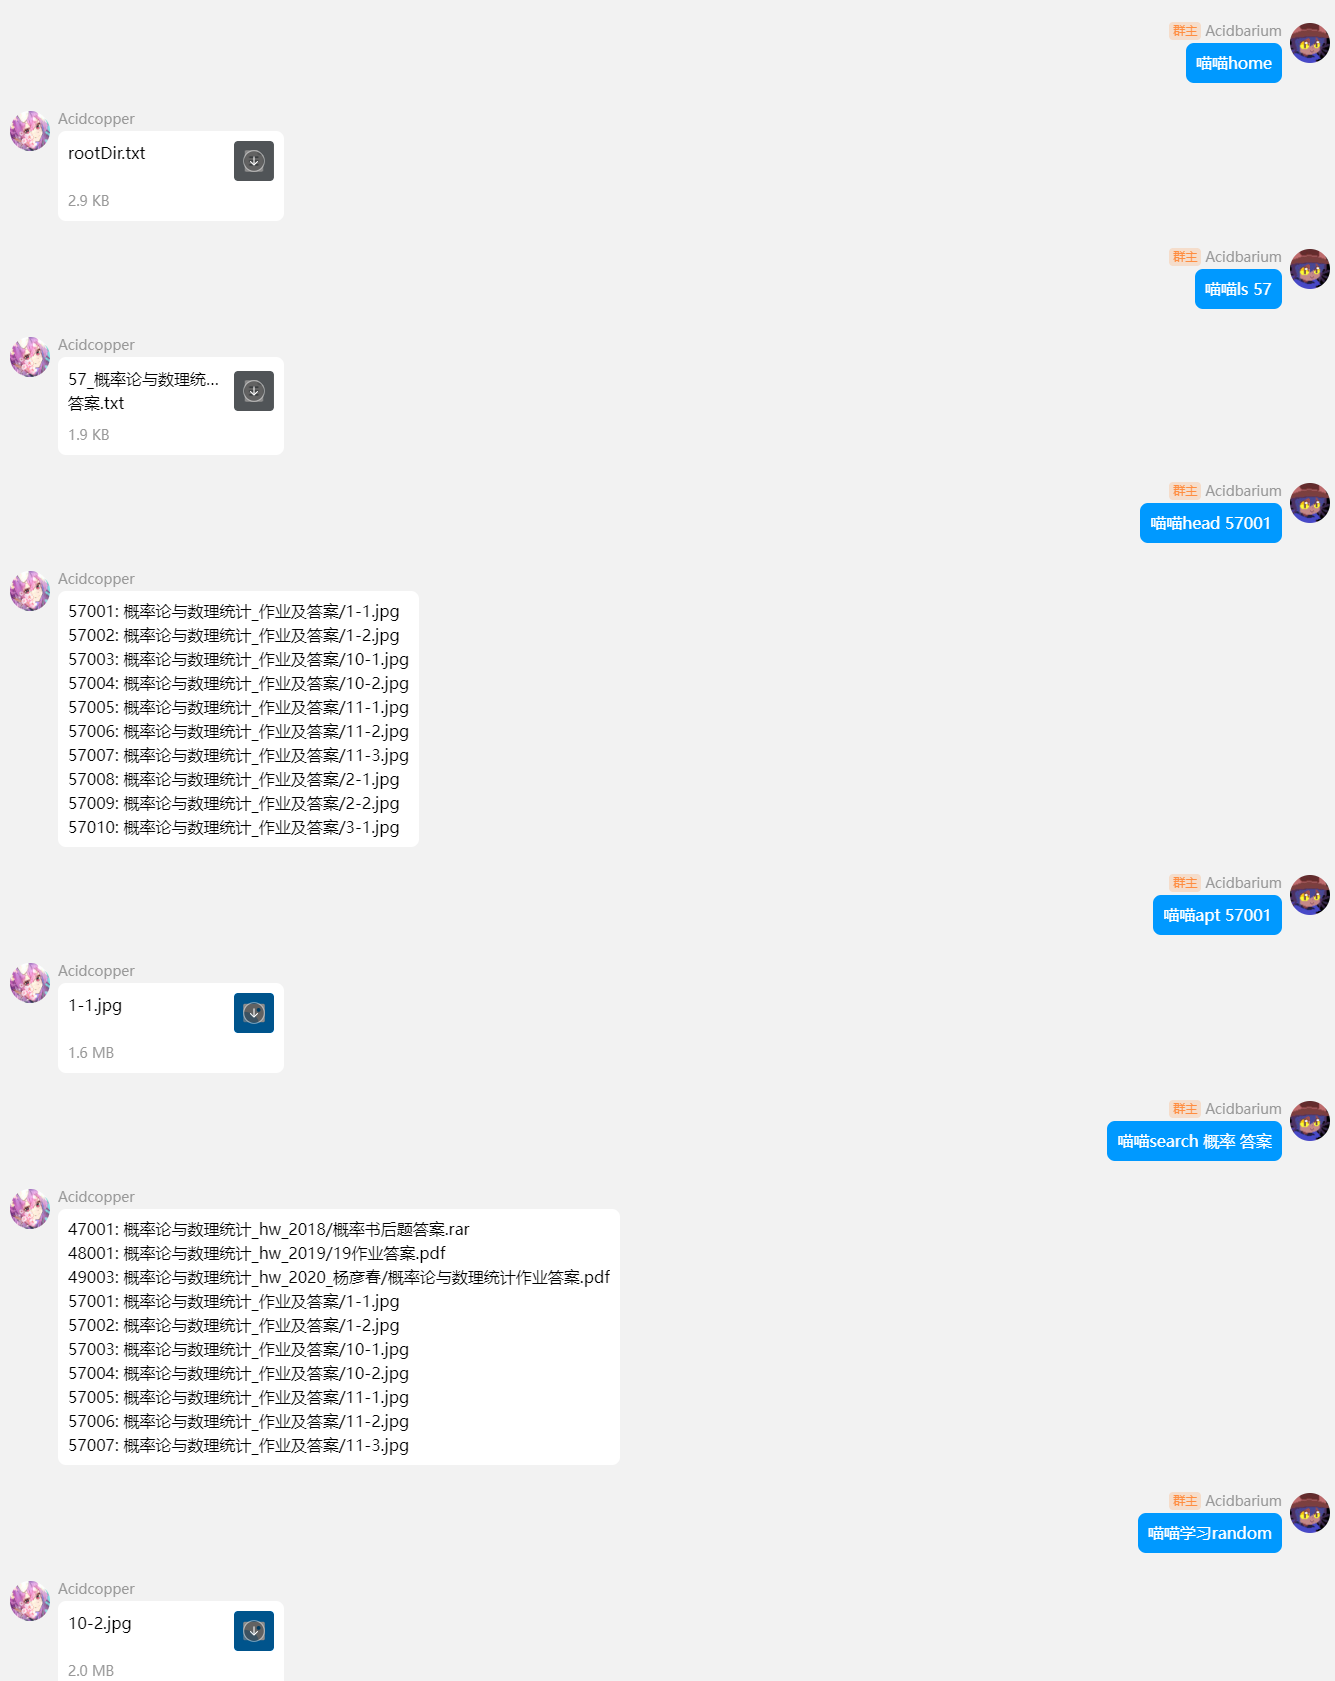 群主 Acidbarium
喵喵home
Acidcopper
rootDir.txt
2.9 KB
群主 Acidbarium
喵喵ls 57
Acidcopper
57_概率论与数理统...
答案.txt
1.9 KB
群主 Acidbarium
喵喵head 57001
Acidcopper
57001: 概率论与数理统计_作业及答案/1-1.jpg
57002: 概率论与数理统计_作业及答案/1-2.jpg
57003: 概率论与数理统计_作业及答案/10-1.jpg
57004: 概率论与数理统计_作业及答案/10-2.jpg
57005: 概率论与数理统计_作业及答案/11-1.jpg
57006: 概率论与数理统计_作业及答案/11-2.jpg
57007: 概率论与数理统计_作业及答案/11-3.jpg
57008: 概率论与数理统计_作业及答案/2-1.jpg
57009: 概率论与数理统计_作业及答案/2-2.jpg
57010: 概率论与数理统计_作业及答案/3-1.jpg
群主 Acidbarium
喵喵apt 57001
Acidcopper
1-1.jpg
1.6 MB
群主 Acidbarium
喵喵search 概率 答案
Acidcopper
47001: 概率论与数理统计_hw_2018/概率书后题答案.rar
48001: 概率论与数理统计_hw_2019/19作业答案.pdf
49003: 概率论与数理统计_hw_2020_杨彦春/概率论与数理统计作业答案.pdf
57001: 概率论与数理统计_作业及答案/1-1.jpg
57002: 概率论与数理统计_作业及答案/1-2.jpg
57003: 概率论与数理统计_作业及答案/10-1.jpg
57004: 概率论与数理统计_作业及答案/10-2.jpg
57005: 概率论与数理统计_作业及答案/11-1.jpg
57006: 概率论与数理统计_作业及答案/11-2.jpg
57007: 概率论与数理统计_作业及答案/11-3.jpg
群主 Acidbarium
喵喵学习random
Acidcopper
10-2.jpg
2.0 MB